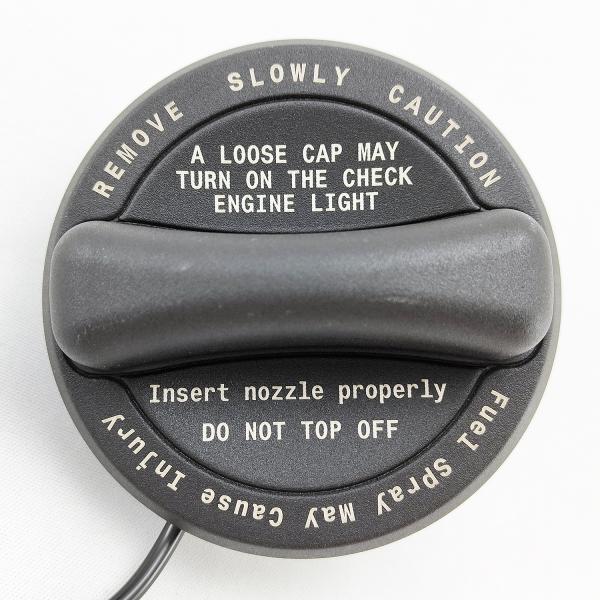 REMOVE SLOWLY CAUTION
A LOOSE CAP MAY
TURN ON THE CHECK
ENGINE LIGHT
Insert nozzle properly
DO NOT TOP OFF
Fuel Spray May Cause Injury